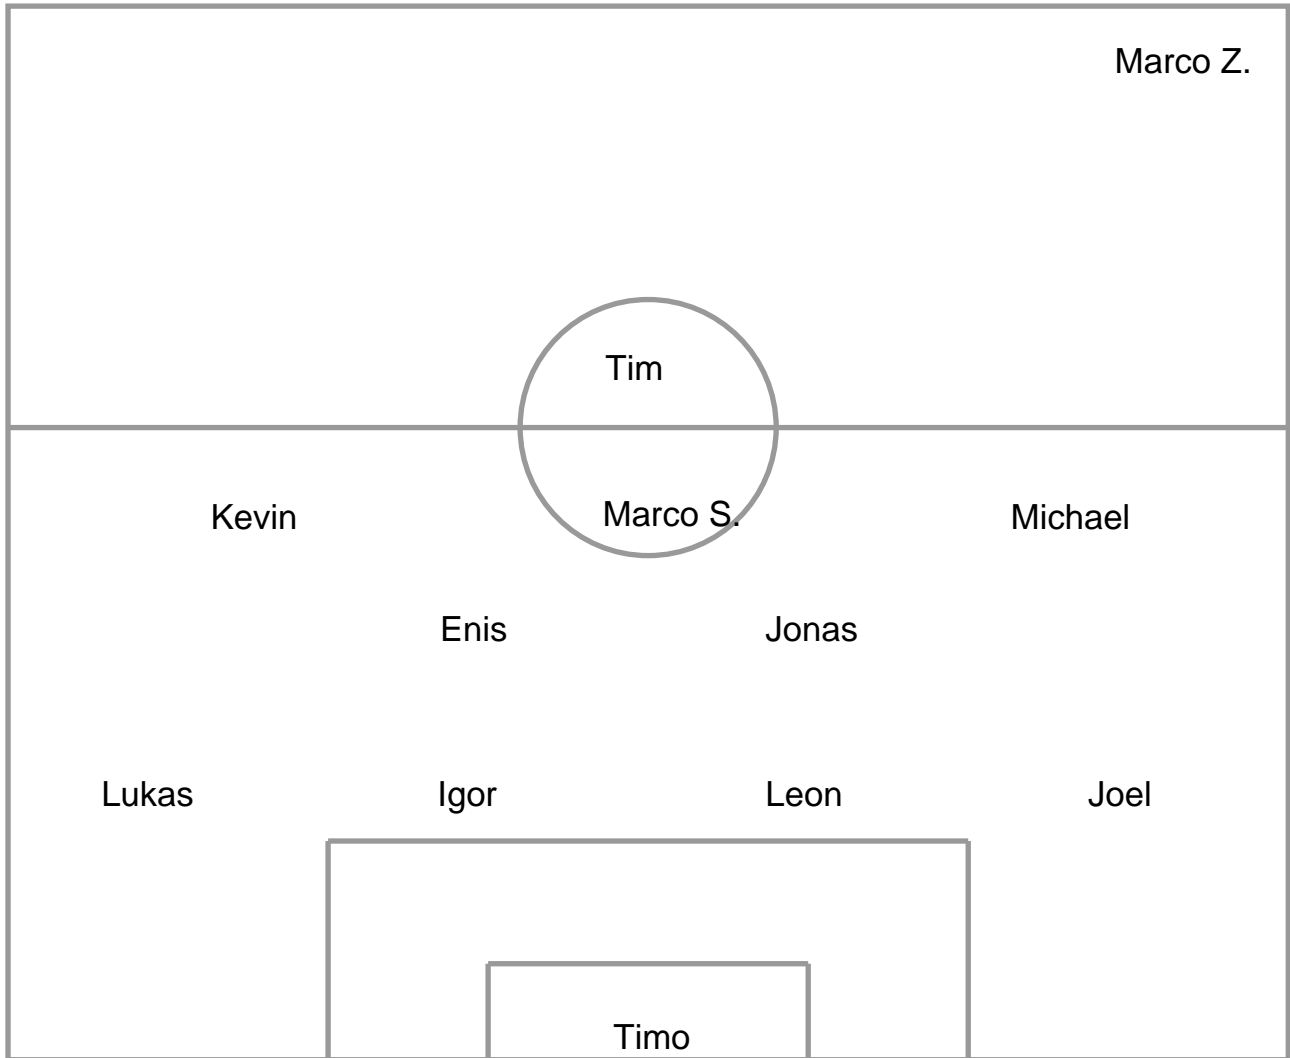 Marco Z.
Tim
Kevin Marco S. Michael
Enis Jonas
Lukas Igor Leon Joel
Timo